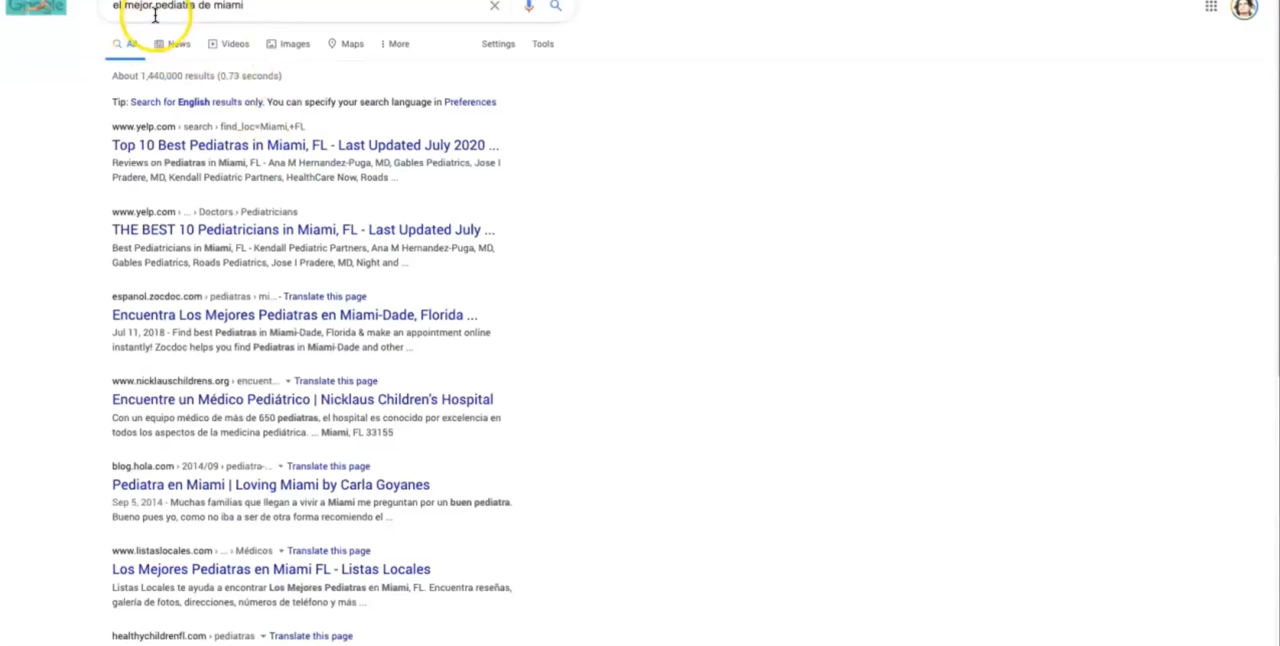 el mejor pediatra de miami
All News Videos Images Maps More Settings Tools
About 1,440,000 results (0.73 seconds)
Tip: Search for English results only. You can specify your search language in Preferences
www.yelp.com › search › find_loc=Miami,+FL
Top 10 Best Pediatras in Miami, FL - Last Updated July 2020 ...
Reviews on Pediatras in Miami, FL - Ana M Hernandez-Puga, MD, Gables Pediatrics, Jose I
Pradere, MD, Kendall Pediatric Partners, HealthCare Now, Roads ...
www.yelp.com › ... › Doctors › Pediatricians
THE BEST 10 Pediatricians in Miami, FL - Last Updated July ...
Best Pediatricians in Miami, FL - Kendall Pediatric Partners, Ana M Hernandez-Puga, MD,
Gables Pediatrics, Roads Pediatrics, Jose I Pradere, MD, Night and ...
espanol.zocdoc.com › pediatras › mi... - Translate this page
Encuentra Los Mejores Pediatras en Miami-Dade, Florida ...
Jul 11, 2018 - Find best Pediatras in Miami-Dade, Florida & make an appointment online
instantly! Zocdoc helps you find Pediatras in Miami-Dade and other ...
www.nicklauschildrens.org › encuent... Translate this page
Encuentre un Médico Pediátrico | Nicklaus Children's Hospital
Con un equipo médico de más de 650 pediatras, el hospital es conocido por excelencia en
todos los aspectos de la medicina pediátrica. ... Miami, FL 33155
blog.hola.com › 2014/09 › pediatra-... Translate this page
Pediatra en Miami | Loving Miami by Carla Goyanes
Sep 5, 2014 - Muchas familias que llegan a vivir a Miami me preguntan por un buen pediatra.
Bueno pues yo, como no iba a ser de otra forma recomiendo el ...
www.listaslocales.com › ... › Médicos Translate this page
Los Mejores Pediatras en Miami FL - Listas Locales
Listas Locales te ayuda a encontrar Los Mejores Pediatras en Miami, FL. Encuentra reseñas,
galería de fotos, direcciones, números de teléfono y más ...
healthychildrenfl.com › pediatras Translate this page